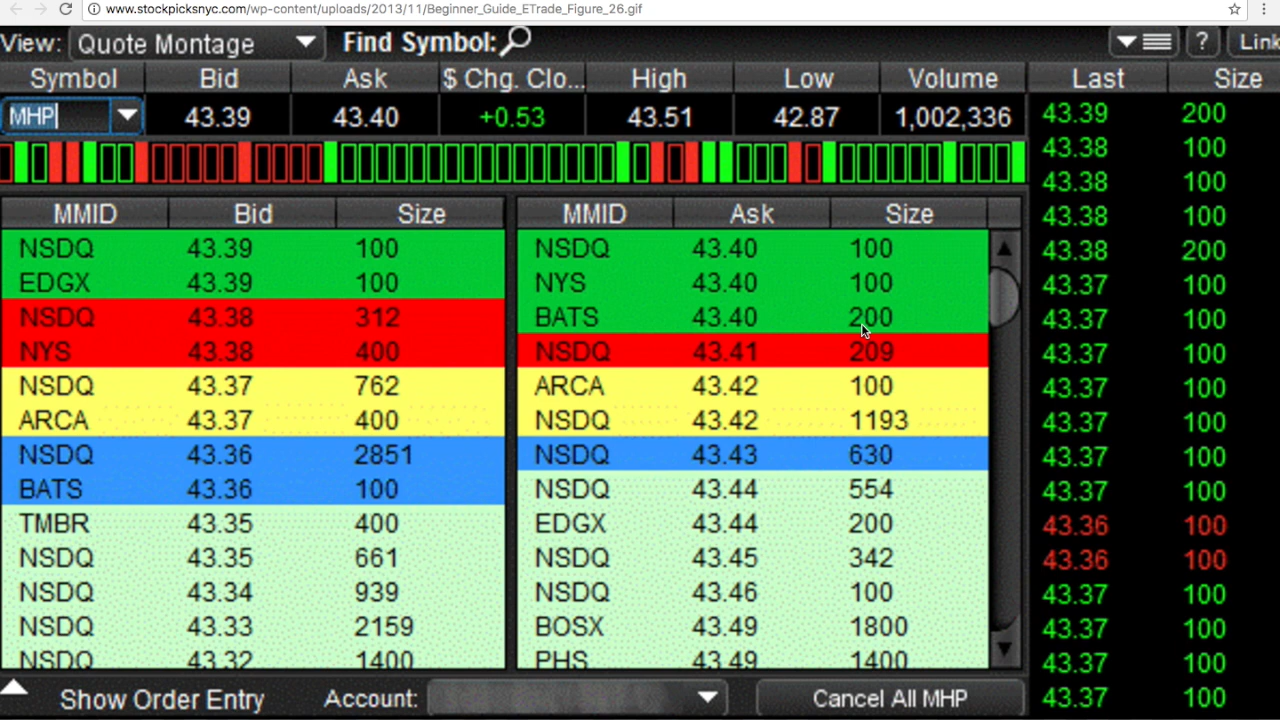 www.stockpicksnyc.com/wp-content/uploads/2013/11/Beginner_Guide_ETrade_Figure_26.gif
View: Quote Montage Find Symbol: ? Link
Symbol Bid Ask $ Chg. Clo... High Low Volume Last Size
MHP 43.39 43.40 +0.53 43.51 42.87 1,002,336 43.39 200
43.38 100
43.38 100
MMID Bid Size MMID Ask Size 43.38 100
NSDQ 43.39 100 NSDQ 43.40 100 43.38 200
EDGX 43.39 100 NYS 43.40 100 43.37 100
NSDQ 43.38 312 BATS 43.40 200 43.37 100
NYS 43.38 400 NSDQ 43.41 209 43.37 100
NSDQ 43.37 762 ARCA 43.42 100 43.37 100
ARCA 43.37 400 NSDQ 43.42 1193 43.37 100
NSDQ 43.36 2851 NSDQ 43.43 630 43.37 100
BATS 43.36 100 NSDQ 43.44 554 43.37 100
TMBR 43.35 400 EDGX 43.44 200 43.36 100
NSDQ 43.35 661 NSDQ 43.45 342 43.36 100
NSDQ 43.34 939 NSDQ 43.46 100 43.37 100
NSDQ 43.33 2159 BOSX 43.49 1800 43.37 100
NSDQ 43.32 1400 PHS 43.49 1400 43.37 100
Show Order Entry Account: Cancel All MHP 43.37 100